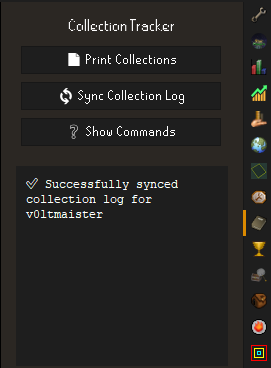 Collection Tracker
Print Collections
Sync Collection Log
Show Commands
Successfully synced
collection log for
v0ltmaister